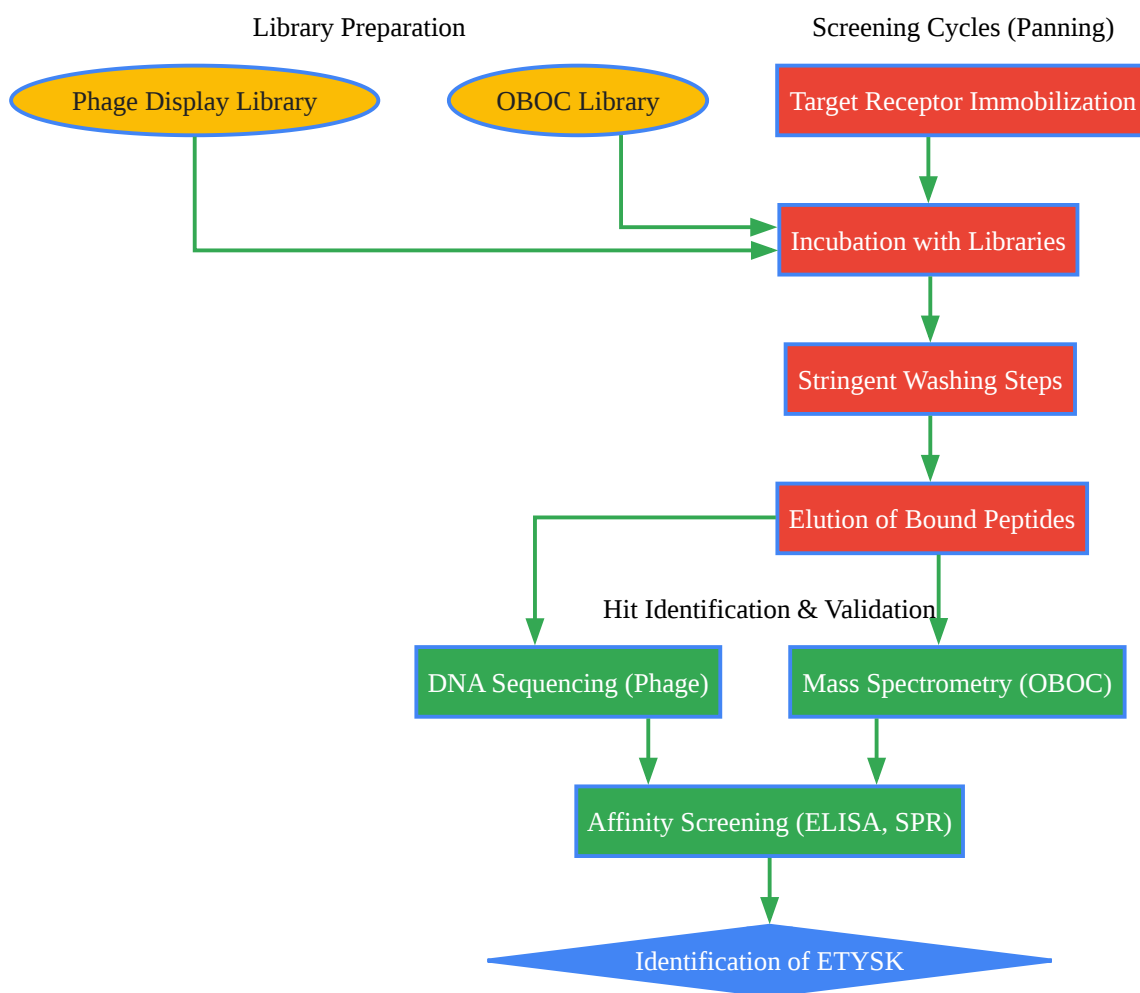 Library Preparation
Screening Cycles (Panning)
Phage Display Library
OBOC Library
Target Receptor Immobilization
Incubation with Libraries
Stringent Washing Steps
Elution of Bound Peptides
Hit Identification & Validation
DNA Sequencing (Phage)
Mass Spectrometry (OBOC)
Affinity Screening (ELISA, SPR)
Identification of ETYSK